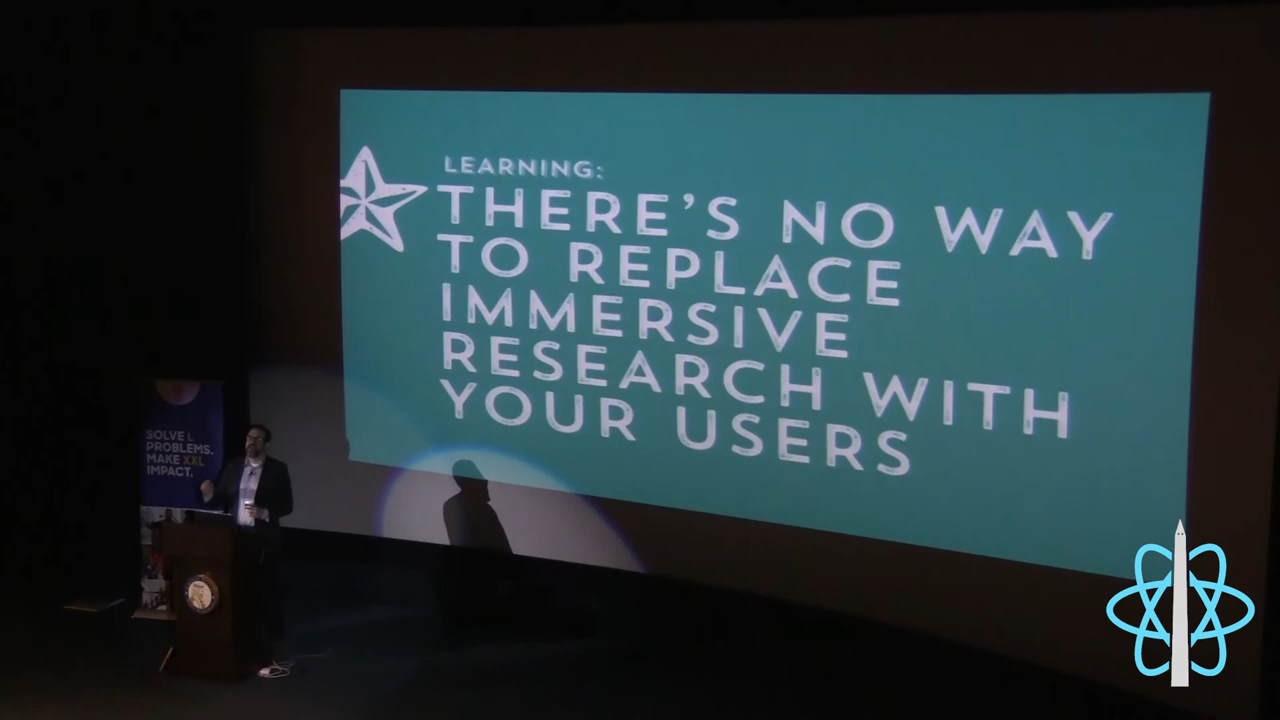 LEARNING:
THERE'S NO WAY
TO REPLACE
IMMERSIVE
RESEARCH WITH
YOUR USERS
SOLVE L
PROBLEMS.
MAKE XXL
IMPACT.